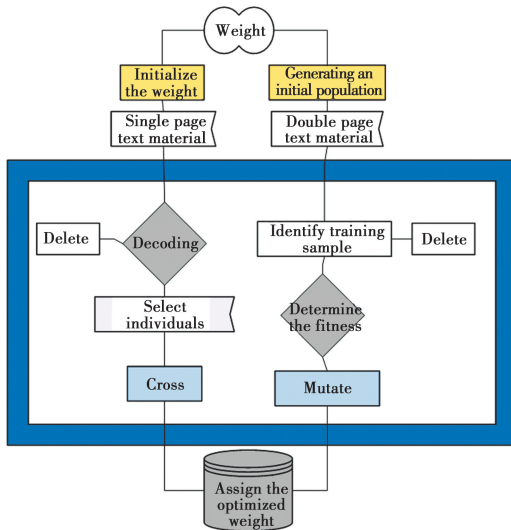 Weight
Initialize
the weight
Generating an
initial population
Single page
text material
Double page
text material
Delete
Decoding
Identify training
sample
Delete
Select
individuals
Determine
the fitness
Cross
Mutate
Assign the
optimized
weight